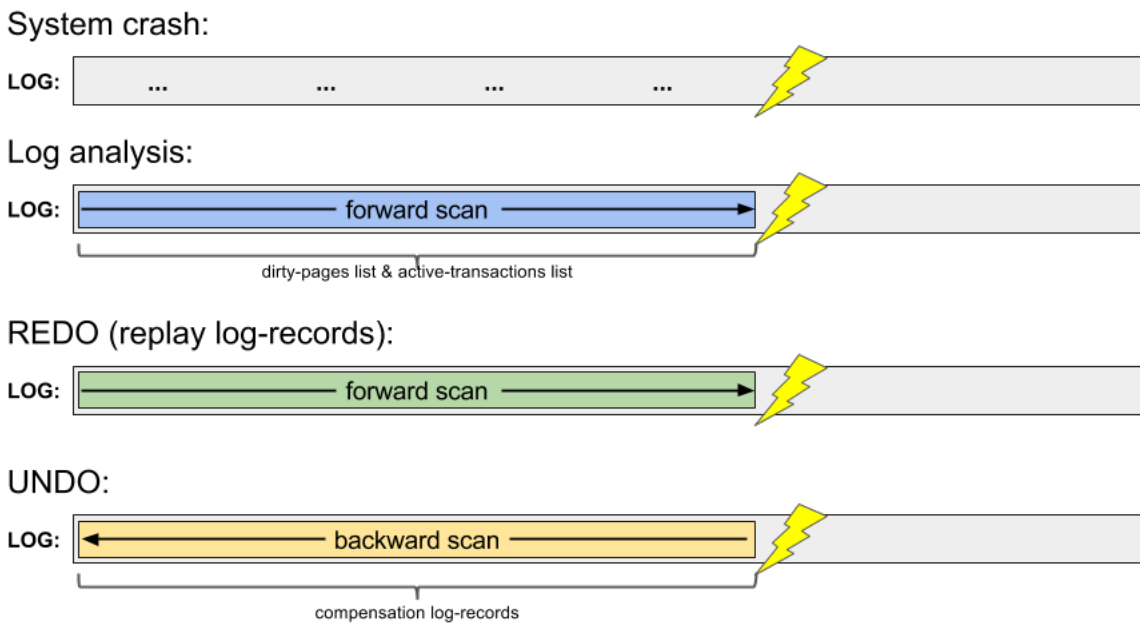 System crash:
LOG: ... ... ... ...
Log analysis:
LOG: forward scan
dirty-pages list & active-transactions list
REDO (replay log-records):
LOG: forward scan
UNDO:
LOG: backward scan
compensation log-records